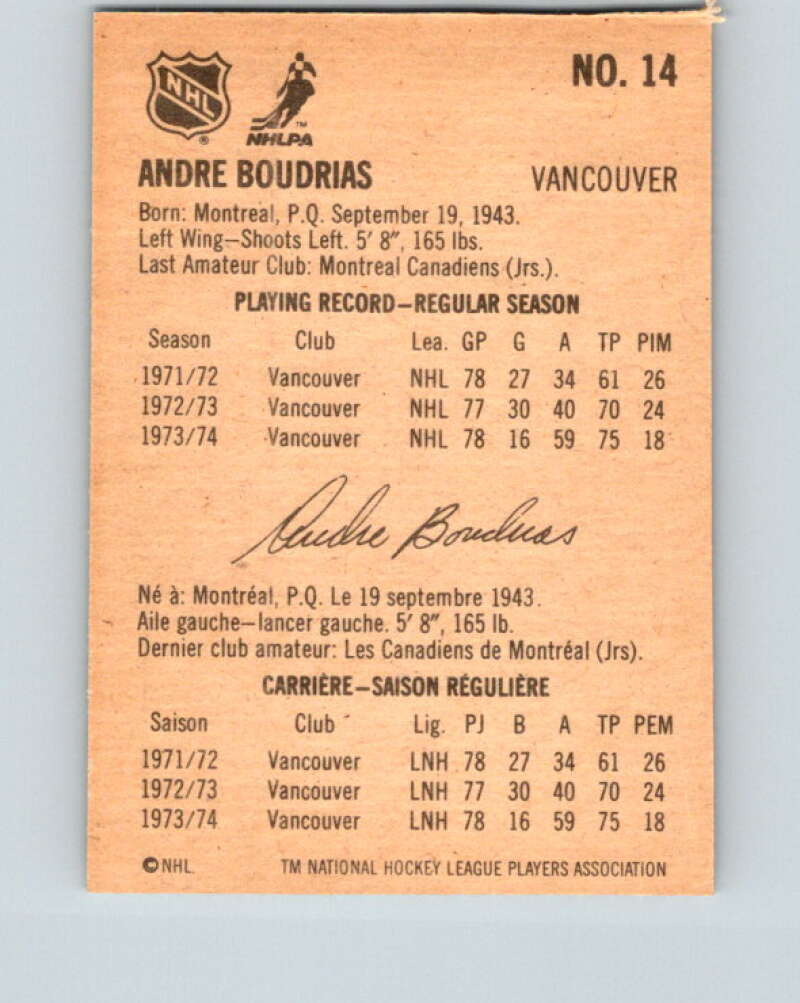 NHL
NHLPA
TM
NO. 14
ANDRE BOUDRIAS VANCOUVER
Born: Montreal, P.Q. September 19, 1943.
Left Wing—Shoots Left. 5′ 8″, 165 lbs.
Last Amateur Club: Montreal Canadiens (Jrs.).
PLAYING RECORD—REGULAR SEASON
Season Club Lea. GP G A TP PIM
1971/72 Vancouver NHL 78 27 34 61 26
1972/73 Vancouver NHL 77 30 40 70 24
1973/74 Vancouver NHL 78 16 59 75 18
Andre Boudrias
Né à: Montréal, P.Q. Le 19 septembre 1943.
Aile gauche—lancer gauche. 5′ 8″, 165 lb.
Dernier club amateur: Les Canadiens de Montréal (Jrs).
CARRIÈRE—SAISON RÉGULIÈRE
Saison Club Lig. PJ B A TP PEM
1971/72 Vancouver LNH 78 27 34 61 26
1972/73 Vancouver LNH 77 30 40 70 24
1973/74 Vancouver LNH 78 16 59 75 18
©NHL. TM NATIONAL HOCKEY LEAGUE PLAYERS ASSOCIATION